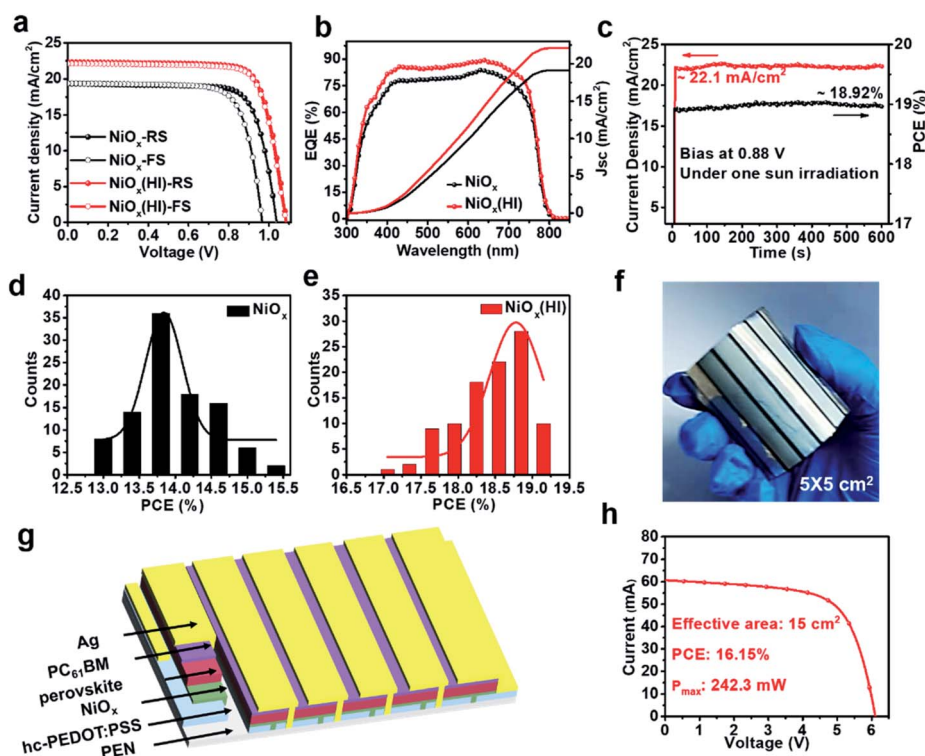 a
Current density (mA/cm²)
25
20
15
10
5
0
NiOx-RS
NiOx-FS
NiOx(HI)-RS
NiOx(HI)-FS
0.0 0.2 0.4 0.6 0.8 1.0
Voltage (V)
b
EQE (%)
90
75
60
45
30
15
0
NiOx
NiOx(HI)
25
20
15
10
5
0
Jsc (mA/cm²)
300 400 500 600 700 800
Wavelength (nm)
c
Current Density (mA/cm²)
25
20
15
10
5
~ 22.1 mA/cm²
~ 18.92%
Bias at 0.88 V
Under one sun irradiation
20
19
18
17
PCE (%)
0 100 200 300 400 500 600
Time (s)
d
Counts
40
35
30
25
20
15
10
5
0
NiOx
12.5 13.0 13.5 14.0 14.5 15.0 15.5
PCE (%)
e
Counts
35
30
25
20
15
10
5
0
NiOx(HI)
16.5 17.0 17.5 18.0 18.5 19.0 19.5
PCE (%)
f
5X5 cm²
g
Ag
PC₆₁BM
perovskite
NiOx
hc-PEDOT:PSS
PEN
h
Current (mA)
80
70
60
50
40
30
20
10
0
Effective area: 15 cm²
PCE: 16.15%
Pmax: 242.3 mW
0 1 2 3 4 5 6
Voltage (V)